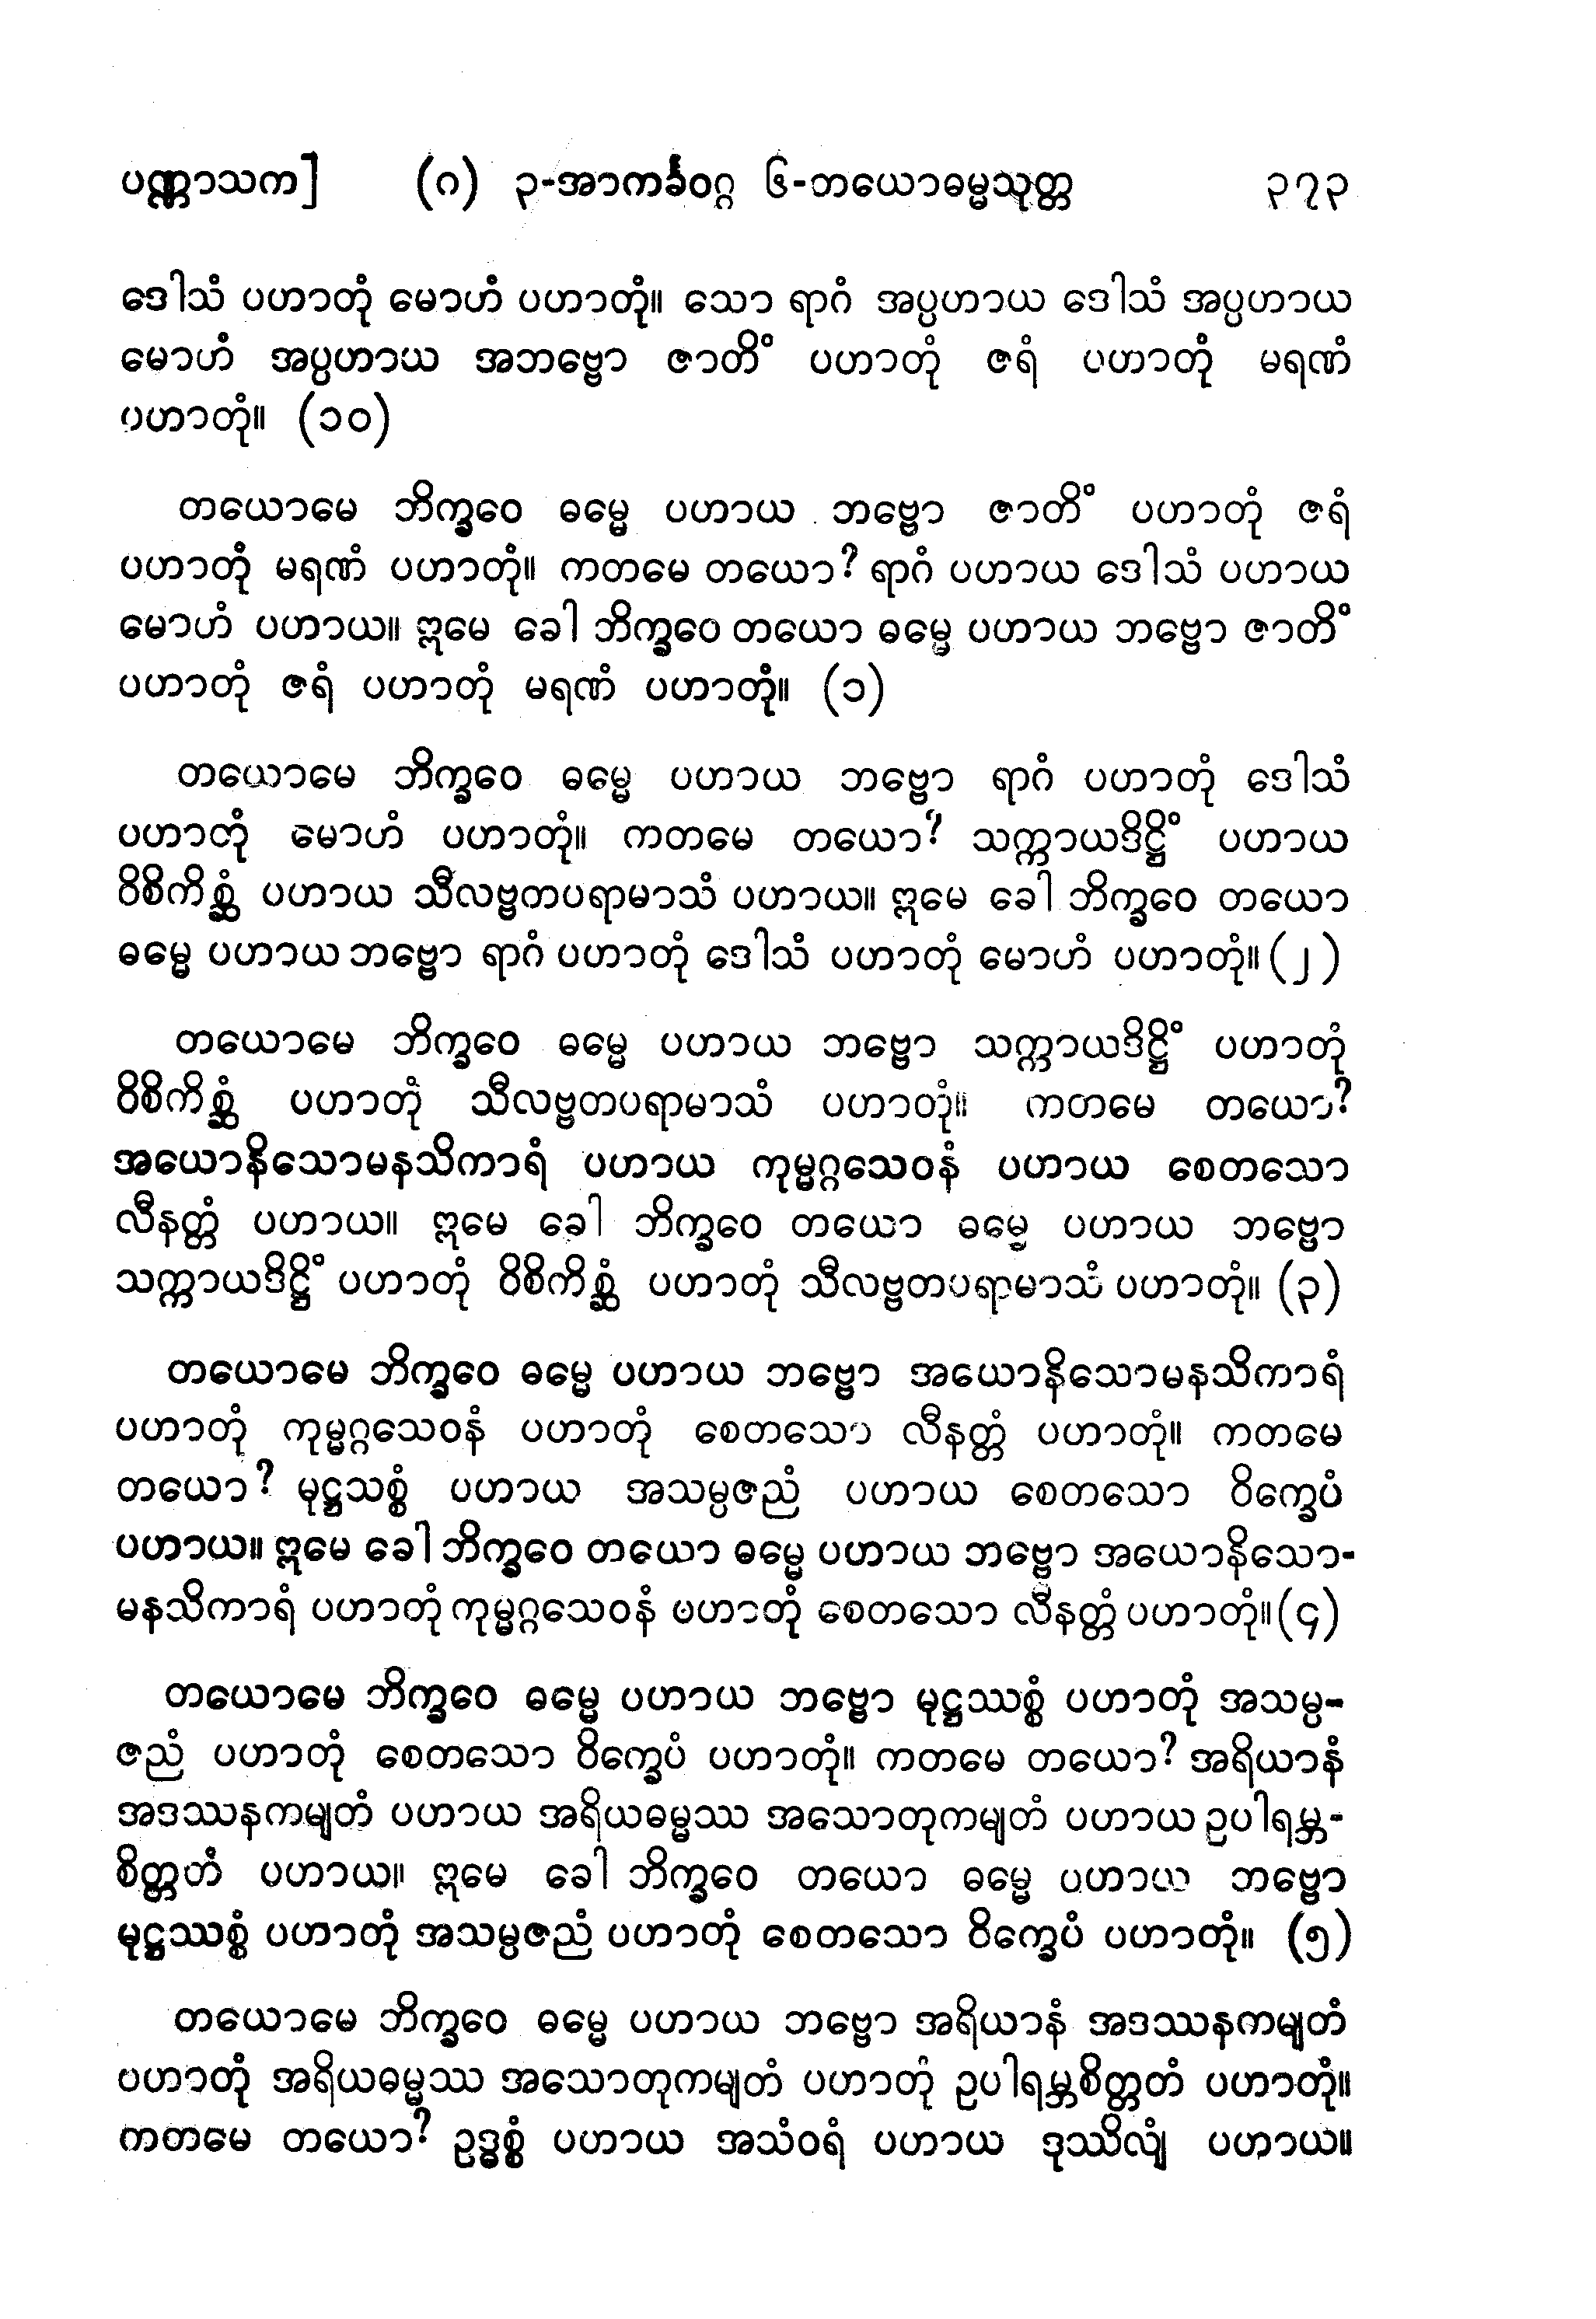 ပဏ္ဏာသက] (ဂ) ၃-အာကင်္ခဝဂ္ဂ ၆-တယောဓမ္မသုတ္တ ၃၇၃
ဒေါသံ ပဟာတုံ မောဟံ ပဟာတုံ။ သော ရာဂံ အပ္ပဟာယ ဒေါသံ အပ္ပဟာယ
မောဟံ အပ္ပဟာယ အဘဗ္ဗော ဇာတိံ ပဟာတုံ ဇရံ ပဟာတုံ မရဏံ
ပဟာတုံ။ (၁၀)
တယောမေ ဘိက္ခဝေ ဓမ္မေ ပဟာယ ဘဗ္ဗော ဇာတိံ ပဟာတုံ ဇရံ
ပဟာတုံ မရဏံ ပဟာတုံ။ ကတမေ တယော? ရာဂံ ပဟာယ ဒေါသံ ပဟာယ
မောဟံ ပဟာယ။ ဣမေ ခေါ ဘိက္ခဝေ တယော ဓမ္မေ ပဟာယ ဘဗ္ဗော ဇာတိံ
ပဟာတုံ ဇရံ ပဟာတုံ မရဏံ ပဟာတုံ။ (၁)
တယောမေ ဘိက္ခဝေ ဓမ္မေ ပဟာယ ဘဗ္ဗော ရာဂံ ပဟာတုံ ဒေါသံ
ပဟာတုံ မောဟံ ပဟာတုံ။ ကတမေ တယော? သက္ကာယဒိဋ္ဌိံ ပဟာယ
ဝိစိကိစ္ဆံ ပဟာယ သီလဗ္ဗတပရာမာသံ ပဟာယ။ ဣမေ ခေါ ဘိက္ခဝေ တယော
ဓမ္မေ ပဟာယ ဘဗ္ဗော ရာဂံ ပဟာတုံ ဒေါသံ ပဟာတုံ မောဟံ ပဟာတုံ။ (၂)
တယောမေ ဘိက္ခဝေ ဓမ္မေ ပဟာယ ဘဗ္ဗော သက္ကာယဒိဋ္ဌိံ ပဟာတုံ
ဝိစိကိစ္ဆံ ပဟာတုံ သီလဗ္ဗတပရာမာသံ ပဟာတုံ။ ကတမေ တယော?
အယောနိသောမနသိကာရံ ပဟာယ ကုမ္မဂ္ဂသေဝနံ ပဟာယ စေတသော
လီနတ္တံ ပဟာယ။ ဣမေ ခေါ ဘိက္ခဝေ တယော ဓမ္မေ ပဟာယ ဘဗ္ဗော
သက္ကာယဒိဋ္ဌိံ ပဟာတုံ ဝိစိကိစ္ဆံ ပဟာတုံ သီလဗ္ဗတပရာမာသံ ပဟာတုံ။ (၃)
တယောမေ ဘိက္ခဝေ ဓမ္မေ ပဟာယ ဘဗ္ဗော အယောနိသောမနသိကာရံ
ပဟာတုံ ကုမ္မဂ္ဂသေဝနံ ပဟာတုံ စေတသော လီနတ္တံ ပဟာတုံ။ ကတမေ
တယော? မုဋ္ဌသစ္စံ ပဟာယ အသမ္ပဇညံ ပဟာယ စေတသော ဝိက္ခေပံ
ပဟာယ။ ဣမေ ခေါ ဘိက္ခဝေ တယော ဓမ္မေ ပဟာယ ဘဗ္ဗော အယောနိသော-
မနသိကာရံ ပဟာတုံ ကုမ္မဂ္ဂသေဝနံ ပဟာတုံ စေတသော လီနတ္တံ ပဟာတုံ။ (၄)
တယောမေ ဘိက္ခဝေ ဓမ္မေ ပဟာယ ဘဗ္ဗော မုဋ္ဌဿစ္စံ ပဟာတုံ အသမ္ပ-
ဇညံ ပဟာတုံ စေတသော ဝိက္ခေပံ ပဟာတုံ။ ကတမေ တယော? အရိယာနံ
အဒဿနကမျတံ ပဟာယ အရိယဓမ္မဿ အသောတုကမျတံ ပဟာယ ဥပါရမ္ဘ-
စိတ္တတံ ပဟာယ။ ဣမေ ခေါ ဘိက္ခဝေ တယော ဓမ္မေ ပဟာယ ဘဗ္ဗော
မုဋ္ဌဿစ္စံ ပဟာတုံ အသမ္ပဇညံ ပဟာတုံ စေတသော ဝိက္ခေပံ ပဟာတုံ။ (၅)
တယောမေ ဘိက္ခဝေ ဓမ္မေ ပဟာယ ဘဗ္ဗော အရိယာနံ အဒဿနကမျတံ
ပဟာတုံ အရိယဓမ္မဿ အသောတုကမျတံ ပဟာတုံ ဥပါရမ္ဘစိတ္တတံ ပဟာတုံ။
ကတမေ တယော? ဥဒ္ဓစ္စံ ပဟာယ အသံဝရံ ပဟာယ ဒုဿိလျံ ပဟာယ။